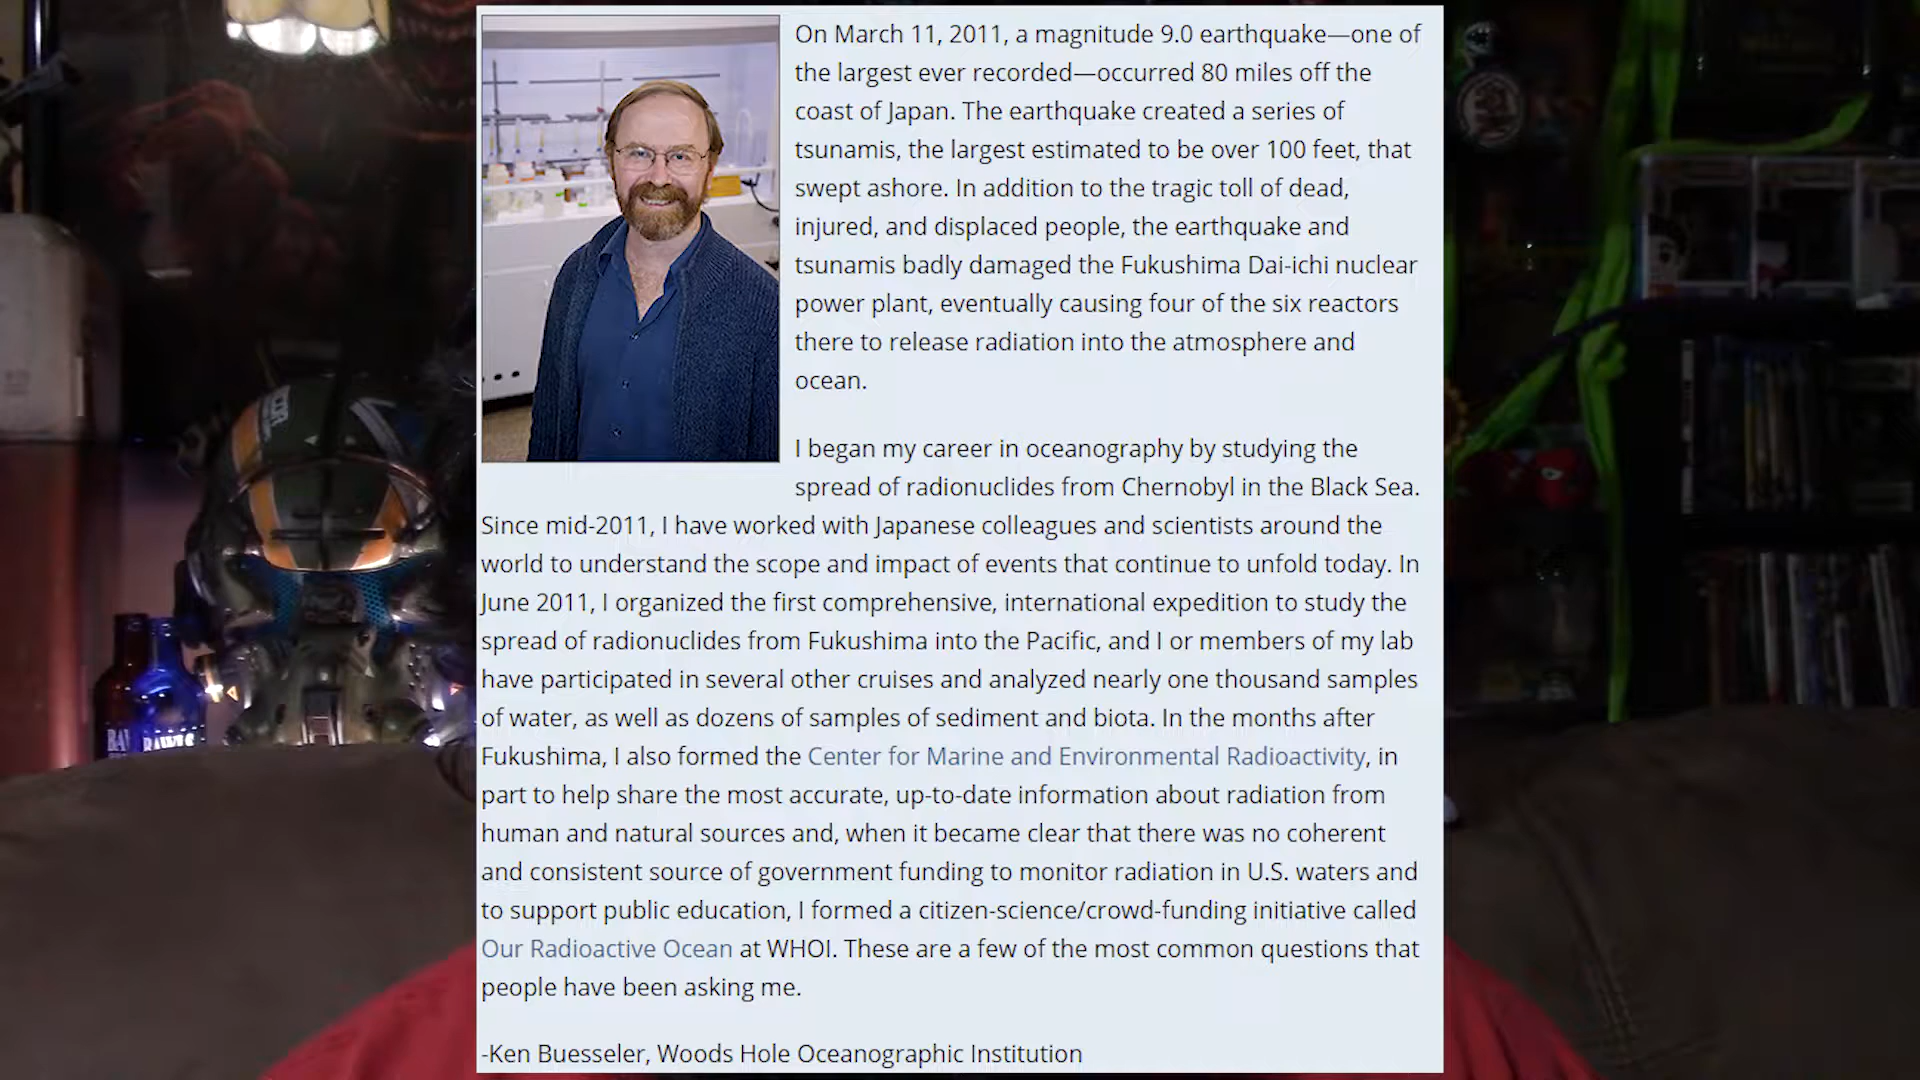 On March 11, 2011, a magnitude 9.0 earthquake—one of
the largest ever recorded—occurred 80 miles off the
coast of Japan. The earthquake created a series of
tsunamis, the largest estimated to be over 100 feet, that
swept ashore. In addition to the tragic toll of dead,
injured, and displaced people, the earthquake and
tsunamis badly damaged the Fukushima Dai-ichi nuclear
power plant, eventually causing four of the six reactors
there to release radiation into the atmosphere and
ocean.
I began my career in oceanography by studying the
spread of radionuclides from Chernobyl in the Black Sea.
Since mid-2011, I have worked with Japanese colleagues and scientists around the
world to understand the scope and impact of events that continue to unfold today. In
June 2011, I organized the first comprehensive, international expedition to study the
spread of radionuclides from Fukushima into the Pacific, and I or members of my lab
have participated in several other cruises and analyzed nearly one thousand samples
of water, as well as dozens of samples of sediment and biota. In the months after
Fukushima, I also formed the Center for Marine and Environmental Radioactivity, in
part to help share the most accurate, up-to-date information about radiation from
human and natural sources and, when it became clear that there was no coherent
and consistent source of government funding to monitor radiation in U.S. waters and
to support public education, I formed a citizen-science/crowd-funding initiative called
Our Radioactive Ocean at WHOI. These are a few of the most common questions that
people have been asking me.
-Ken Buesseler, Woods Hole Oceanographic Institution